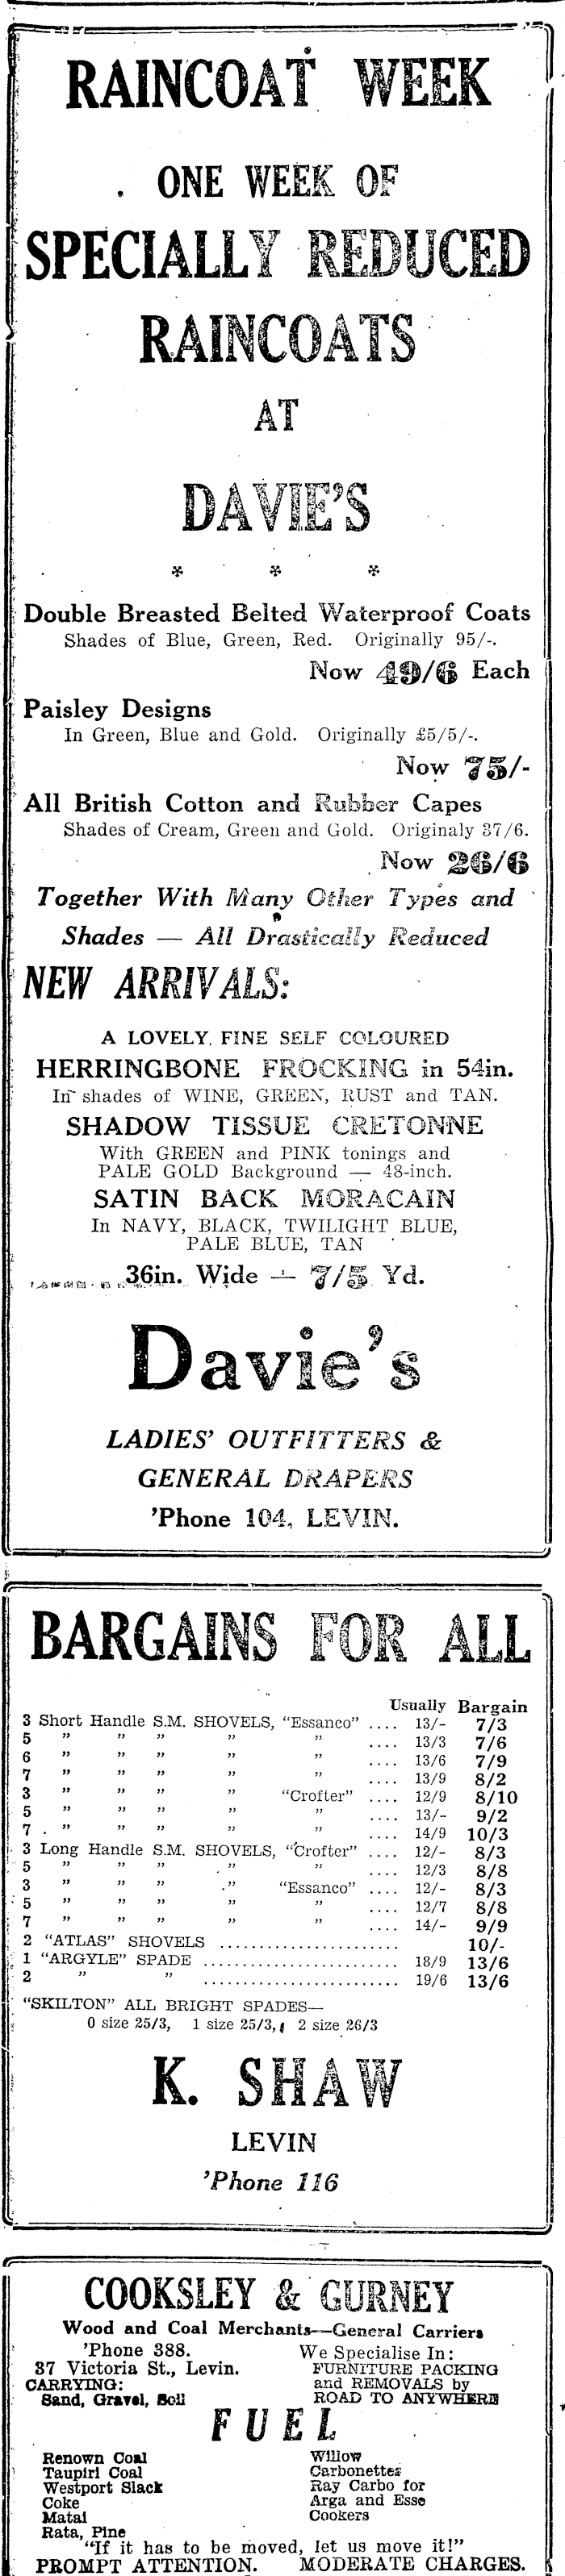 RAINCOAT WEEK
ONE WEEK OF
SPECIALLY REDUCED
RAINCOATS
AT
DAVIE'S
* * *
Double Breasted Belted Waterproof Coats
Shades of Blue, Green, Red. Originally 95/-.
Now 49/6 Each
Paisley Designs
In Green, Blue and Gold. Originally £5/5/-.
Now 75/-
All British Cotton and Rubber Capes
Shades of Cream, Green and Gold. Originaly 37/6.
Now 26/6
Together With Many Other Types and
Shades — All Drastically Reduced
NEW ARRIVALS:
A LOVELY FINE SELF COLOURED
HERRINGBONE FROCKING in 54in.
In shades of WINE, GREEN, RUST and TAN.
SHADOW TISSUE CRETONNE
With GREEN and PINK tonings and
PALE GOLD Background — 48-inch.
SATIN BACK MORACAIN
In NAVY, BLACK, TWILIGHT BLUE,
PALE BLUE, TAN
36in. Wide — 7/5 Yd.
Davie's
LADIES' OUTFITTERS &
GENERAL DRAPERS
'Phone 104, LEVIN.
BARGAINS FOR ALL
Usually Bargain
3 Short Handle S.M. SHOVELS, "Essanco" .... 13/- 7/3
5 " " " " " .... 13/3 7/6
6 " " " " " .... 13/6 7/9
7 " " " " " .... 13/9 8/2
3 " " " " "Crofter" .... 12/9 8/10
5 " " " " " .... 13/- 9/2
7 " " " " " .... 14/9 10/3
3 Long Handle S.M. SHOVELS, "Crofter" .... 12/- 8/3
5 " " " " " .... 12/3 8/8
3 " " " " "Essanco" .... 12/- 8/3
5 " " " " " .... 12/7 8/8
7 " " " " " .... 14/- 9/9
2 "ATLAS" SHOVELS ........................ 10/-
1 "ARGYLE" SPADE .......................... 18/9 13/6
2 " " .......................... 19/6 13/6
"SKILTON" ALL BRIGHT SPADES—
0 size 25/3, 1 size 25/3, 2 size 26/3
K. SHAW
LEVIN
'Phone 116
COOKSLEY & GURNEY
Wood and Coal Merchants—General Carriers
'Phone 388.
37 Victoria St., Levin.
CARRYING:
Sand, Gravel, Soil
We Specialise In:
FURNITURE PACKING
and REMOVALS by
ROAD TO ANYWHERE
FUEL
Renown Coal
Taupiri Coal
Westport Slack
Coke
Matai
Rata, Pine
Willow
Carbonettes
Ray Carbo for
Arga and Esse
Cookers
"If it has to be moved, let us move it!"
PROMPT ATTENTION. MODERATE CHARGES.